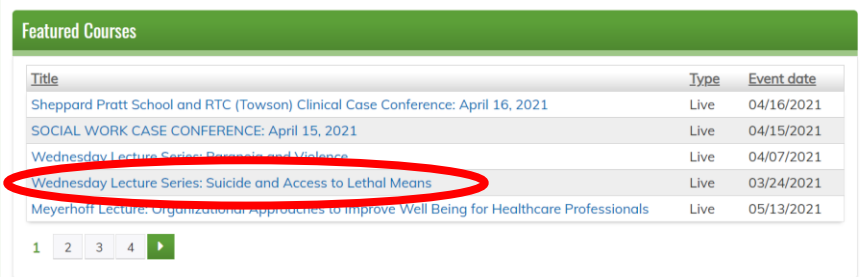 Featured Courses
Title Type Event date
Sheppard Pratt School and RTC (Towson) Clinical Case Conference: April 16, 2021 Live 04/16/2021
SOCIAL WORK CASE CONFERENCE: April 15, 2021 Live 04/15/2021
Wednesday Lecture Series: Paranoia and Violence Live 04/07/2021
Wednesday Lecture Series: Suicide and Access to Lethal Means Live 03/24/2021
Meyerhoff Lecture: Organizational Approaches to Improve Well Being for Healthcare Professionals Live 05/13/2021
1 2 3 4